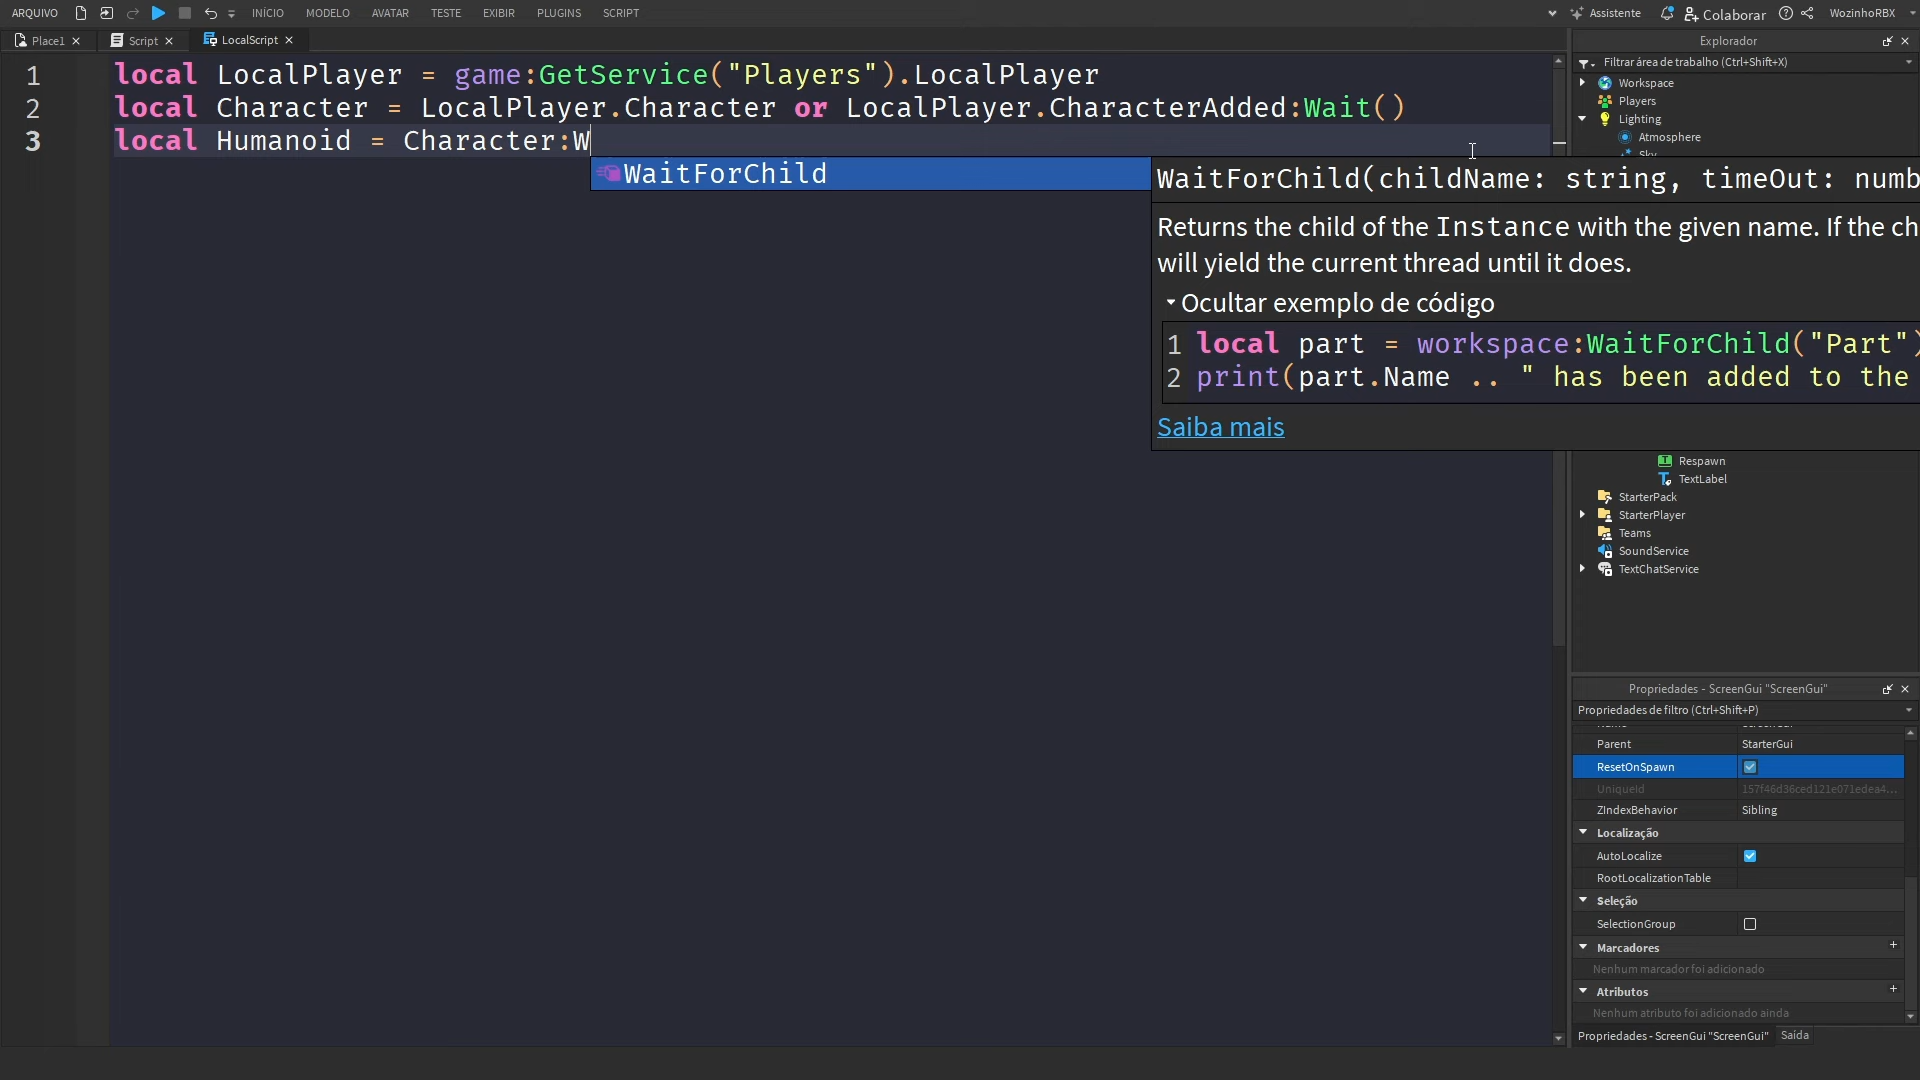 ARQUIVO INÍCIO MODELO AVATAR TESTE EXIBIR PLUGINS SCRIPT Assistente Colaborar WozinhoRBX
Place1 Script LocalScript
1 local LocalPlayer = game:GetService("Players").LocalPlayer
2 local Character = LocalPlayer.Character or LocalPlayer.CharacterAdded:Wait()
3 local Humanoid = Character:W
WaitForChild
WaitForChild(childName: string, timeOut: numb
Returns the child of the Instance with the given name. If the ch
will yield the current thread until it does.
Ocultar exemplo de código
1 local part = workspace:WaitForChild("Part")
2 print(part.Name .. " has been added to the
Saiba mais
Explorador
Filtrar área de trabalho (Ctrl+Shift+X)
Workspace
Players
Lighting
Atmosphere
Sky
Respawn
TextLabel
StarterPack
StarterPlayer
Teams
SoundService
TextChatService
Propriedades - ScreenGui "ScreenGui"
Propriedades de filtro (Ctrl+Shift+P)
Parent StarterGui
ResetOnSpawn
UniqueId 157f46d36ced121e071edea4...
ZIndexBehavior Sibling
Localização
AutoLocalize
RootLocalizationTable
Seleção
SelectionGroup
Marcadores
Nenhum marcador foi adicionado
Atributos
Nenhum atributo foi adicionado ainda
Propriedades - ScreenGui "ScreenGui" Saída